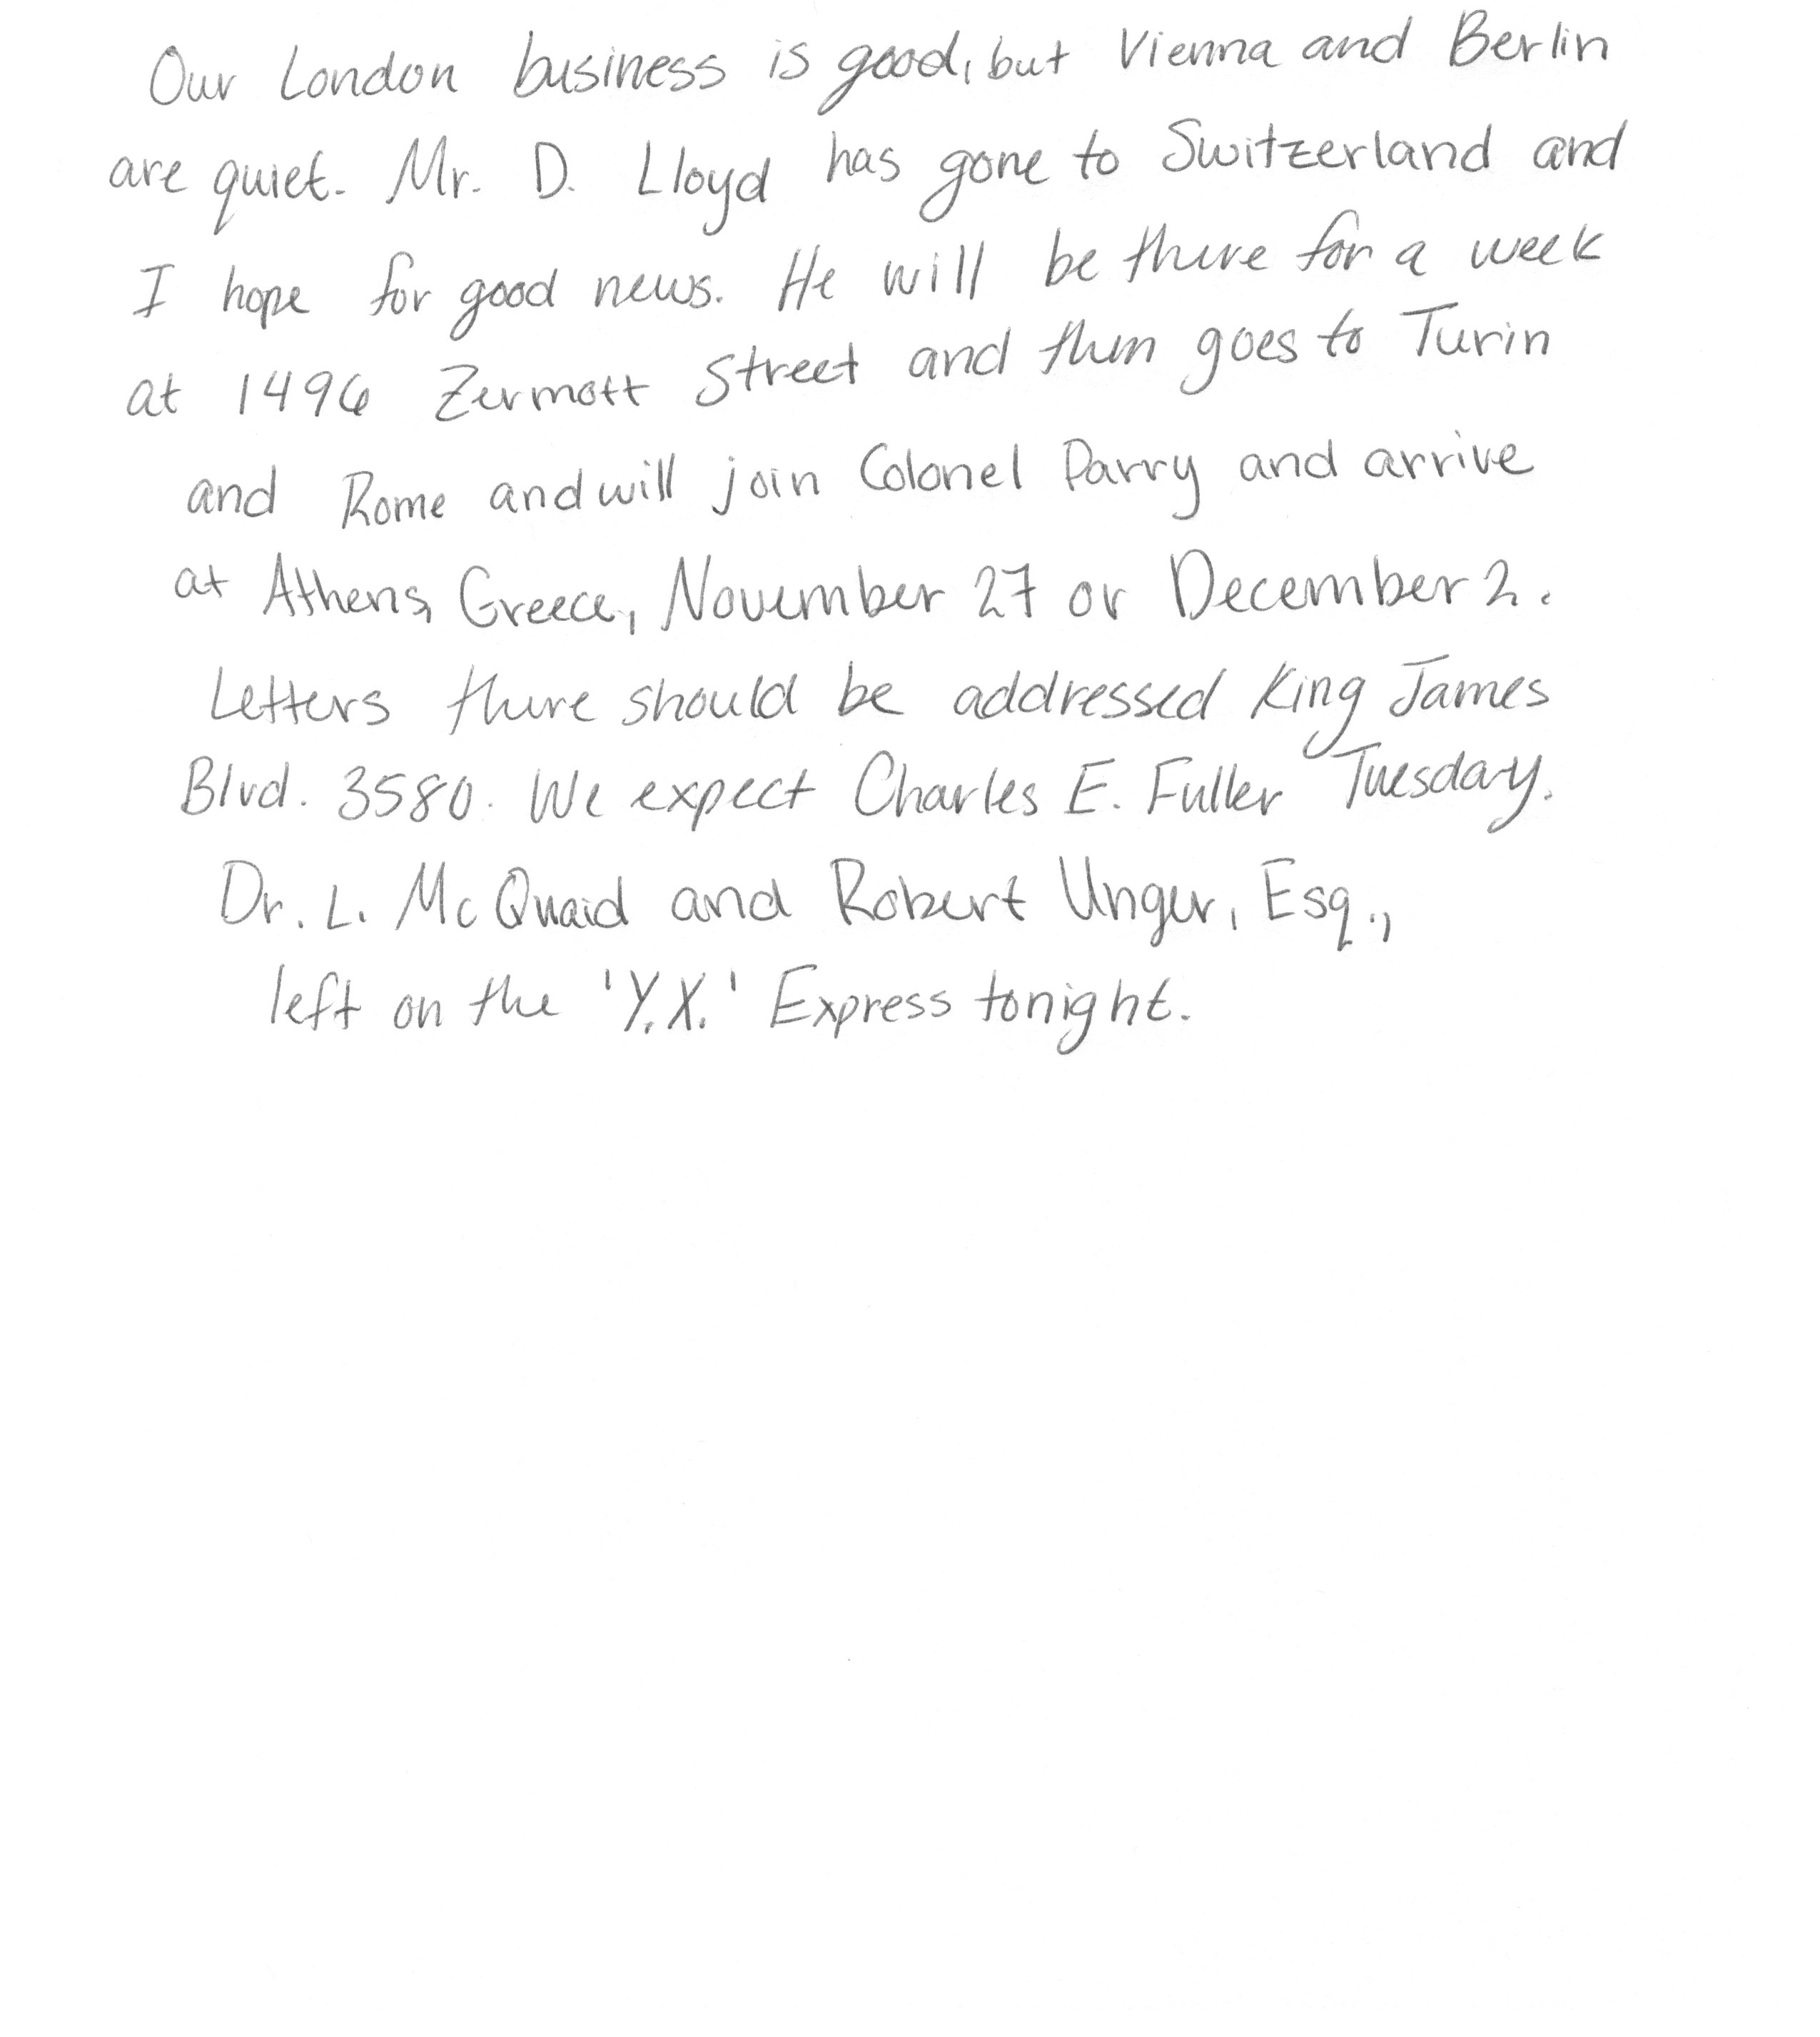 Our London business is good, but Vienna and Berlin
are quiet. Mr. D. Lloyd has gone to Switzerland and
I hope for good news. He will be there for a week
at 1496 Zermott Street and then goes to Turin
and Rome and will join Colonel Parry and arrive
at Athens, Greece, November 27 or December 2.
Letters there should be addressed King James
Blvd. 3580. We expect Charles E. Fuller Tuesday.
Dr. L. McQuaid and Robert Unger, Esq.,
left on the 'Y.X.' Express tonight.